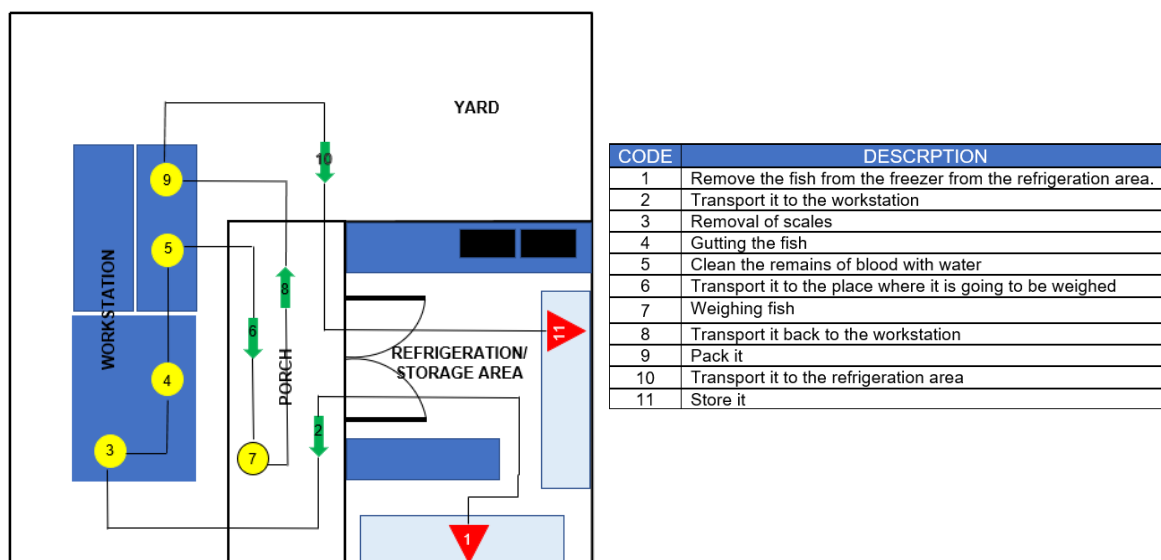 YARD
10
9
5
WORKSTATION
8
6
PORCH
11
REFRIGERATION/
STORAGE AREA
4
2
3
7
1
CODE DESCRPTION
1 Remove the fish from the freezer from the refrigeration area.
2 Transport it to the workstation
3 Removal of scales
4 Gutting the fish
5 Clean the remains of blood with water
6 Transport it to the place where it is going to be weighed
7 Weighing fish
8 Transport it back to the workstation
9 Pack it
10 Transport it to the refrigeration area
11 Store it